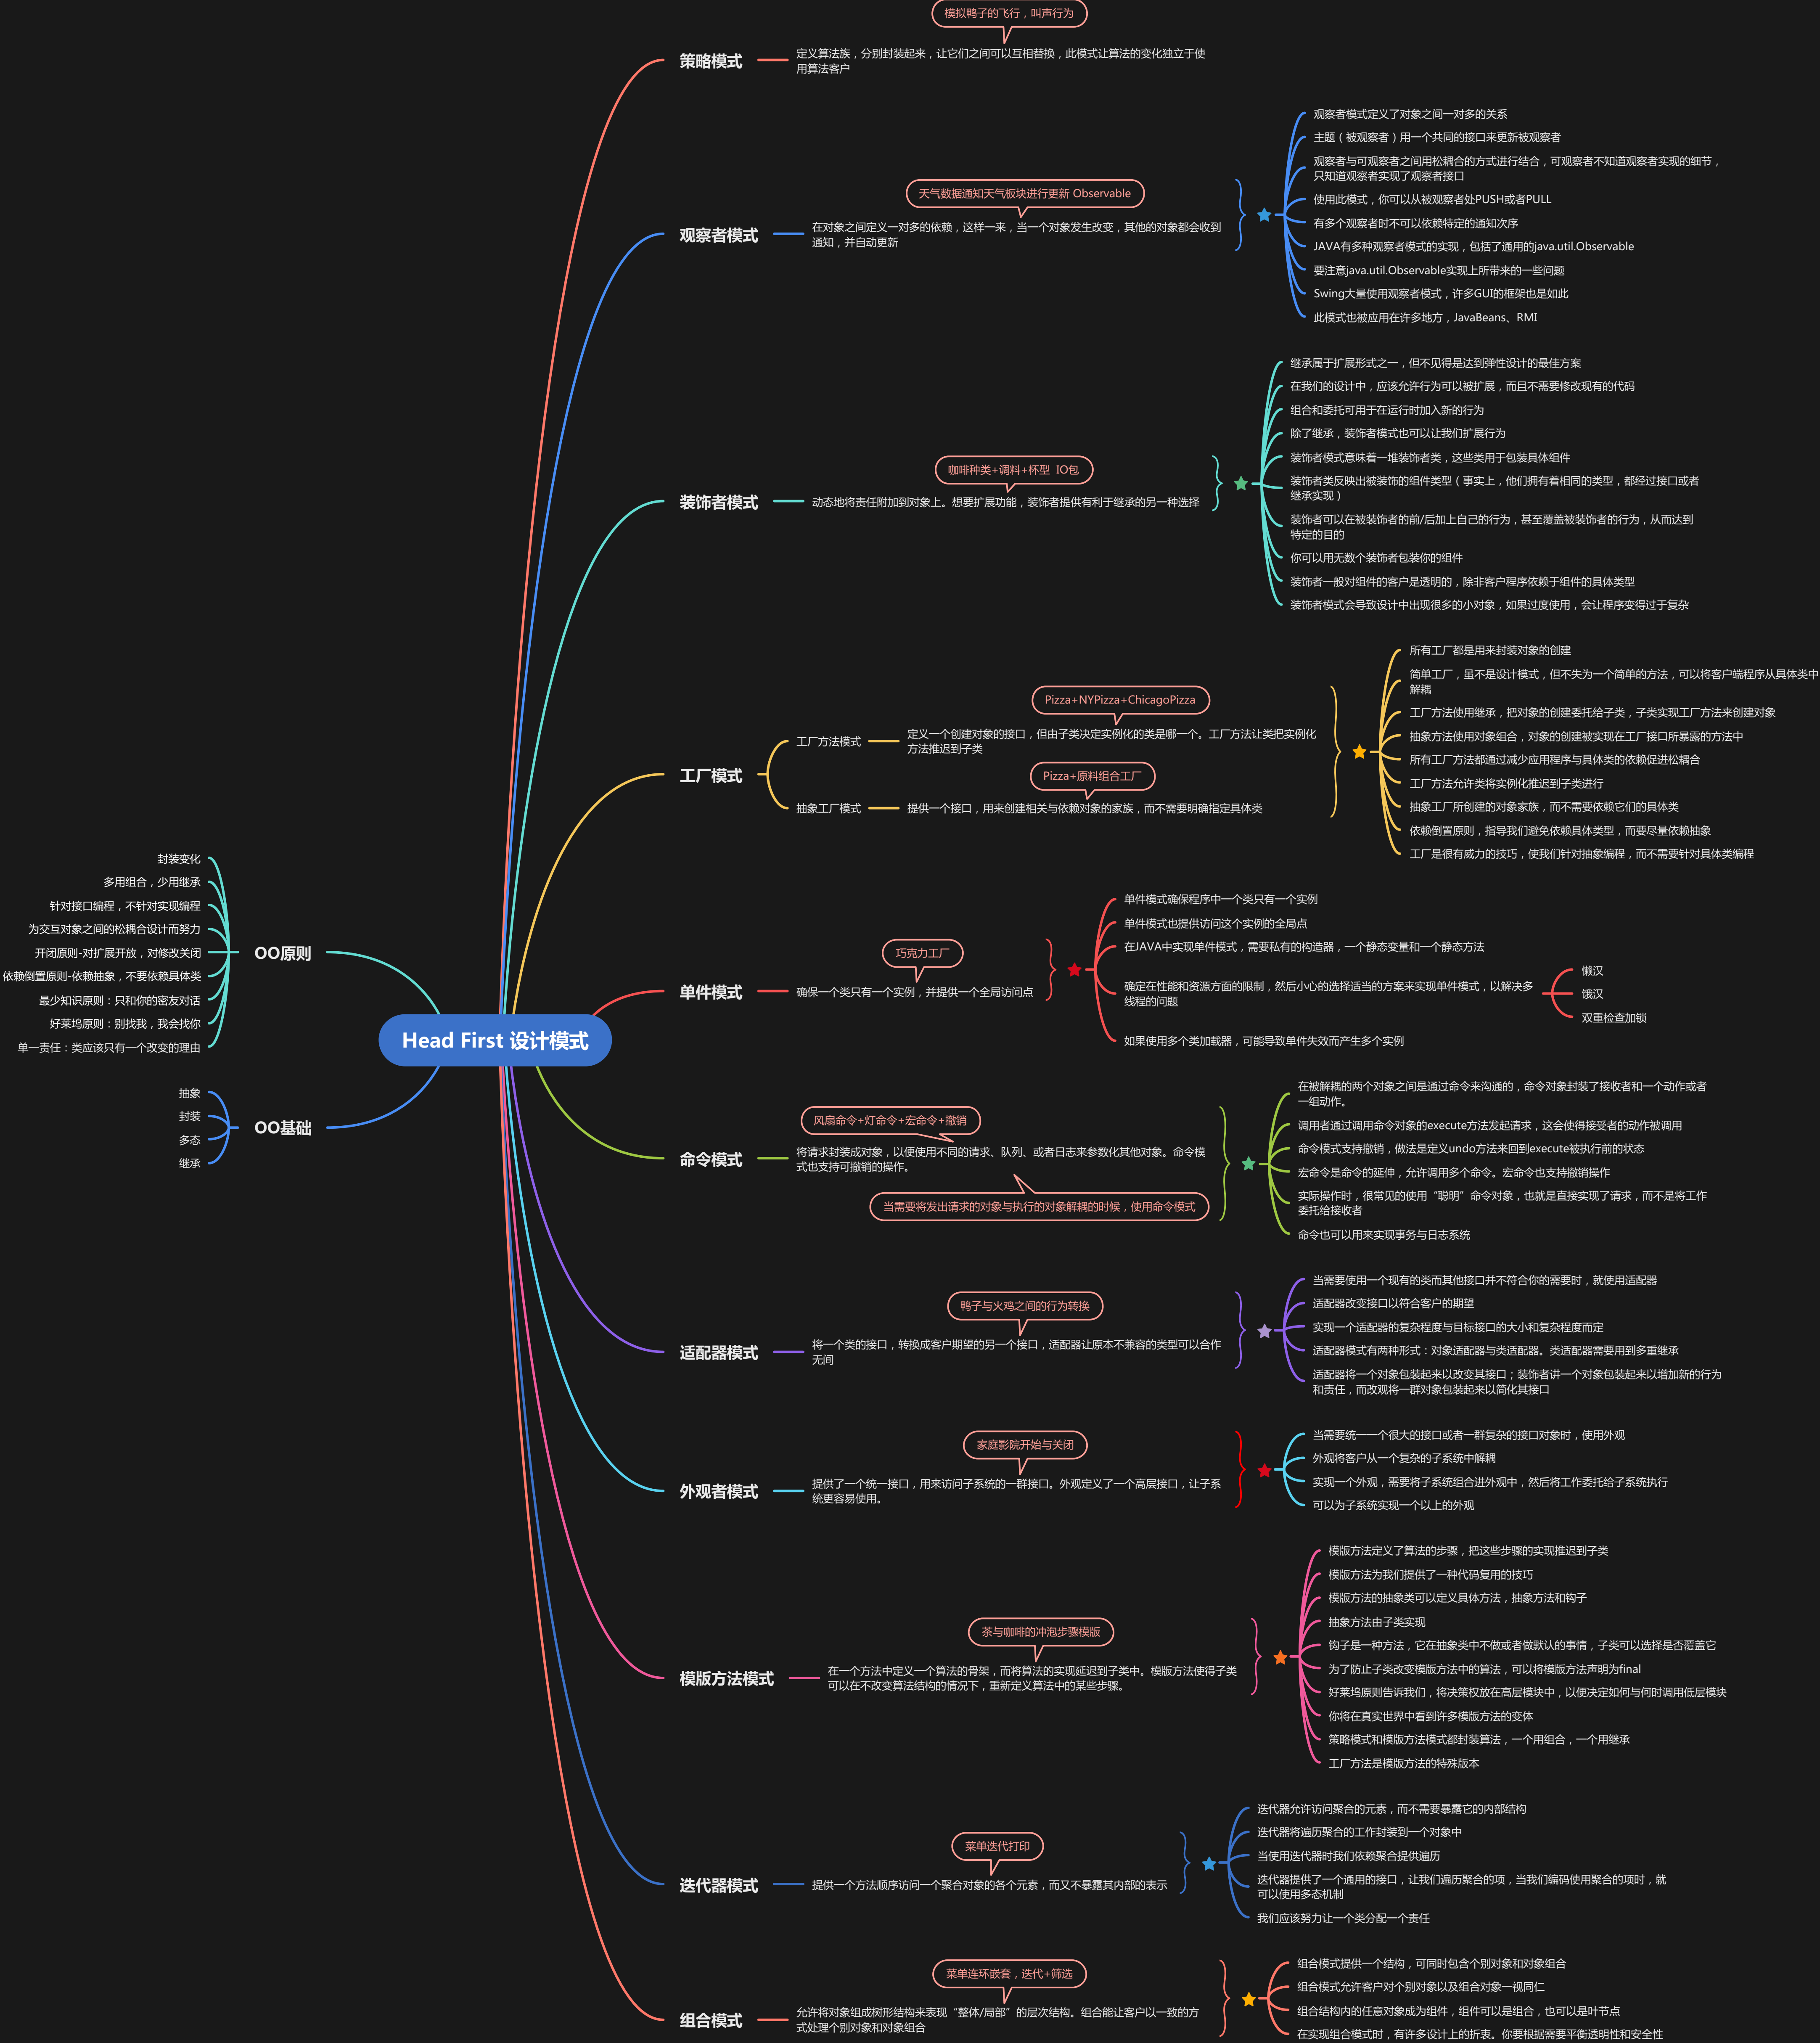 Head First 设计模式
OO原则
封装变化
多用组合，少用继承
针对接口编程，不针对实现编程
为交互对象之间的松耦合设计而努力
开闭原则-对扩展开放，对修改关闭
依赖倒置原则-依赖抽象，不要依赖具体类
最少知识原则：只和你的密友对话
好莱坞原则：别找我，我会找你
单一责任：类应该只有一个改变的理由
OO基础
抽象
封装
多态
继承
策略模式
模拟鸭子的飞行，叫声行为
定义算法族，分别封装起来，让它们之间可以互相替换，此模式让算法的变化独立于使
用算法客户
观察者模式
天气数据通知天气板块进行更新 Observable
在对象之间定义一对多的依赖，这样一来，当一个对象发生改变，其他的对象都会收到
通知，并自动更新
观察者模式定义了对象之间一对多的关系
主题（被观察者）用一个共同的接口来更新被观察者
观察者与可观察者之间用松耦合的方式进行结合，可观察者不知道观察者实现的细节，
只知道观察者实现了观察者接口
使用此模式，你可以从被观察者处PUSH或者PULL
有多个观察者时不可以依赖特定的通知次序
JAVA有多种观察者模式的实现，包括了通用的java.util.Observable
要注意java.util.Observable实现上所带来的一些问题
Swing大量使用观察者模式，许多GUI的框架也是如此
此模式也被应用在许多地方，JavaBeans、RMI
装饰者模式
咖啡种类+调料+杯型 IO包
动态地将责任附加到对象上。想要扩展功能，装饰者提供有利于继承的另一种选择
继承属于扩展形式之一，但不见得是达到弹性设计的最佳方案
在我们的设计中，应该允许行为可以被扩展，而且不需要修改现有的代码
组合和委托可用于在运行时加入新的行为
除了继承，装饰者模式也可以让我们扩展行为
装饰者模式意味着一堆装饰者类，这些类用于包装具体组件
装饰者类反映出被装饰的组件类型（事实上，他们拥有着相同的类型，都经过接口或者
继承实现）
装饰者可以在被装饰者的前/后加上自己的行为，甚至覆盖被装饰者的行为，从而达到
特定的目的
你可以用无数个装饰者包装你的组件
装饰者一般对组件的客户是透明的，除非客户程序依赖于组件的具体类型
装饰者模式会导致设计中出现很多的小对象，如果过度使用，会让程序变得过于复杂
工厂模式
工厂方法模式
Pizza+NYPizza+ChicagoPizza
定义一个创建对象的接口，但由子类决定实例化的类是哪一个。工厂方法让类把实例化
方法推迟到子类
抽象工厂模式
Pizza+原料组合工厂
提供一个接口，用来创建相关与依赖对象的家族，而不需要明确指定具体类
所有工厂都是用来封装对象的创建
简单工厂，虽不是设计模式，但不失为一个简单的方法，可以将客户端程序从具体类中
解耦
工厂方法使用继承，把对象的创建委托给子类，子类实现工厂方法来创建对象
抽象方法使用对象组合，对象的创建被实现在工厂接口所暴露的方法中
所有工厂方法都通过减少应用程序与具体类的依赖促进松耦合
工厂方法允许类将实例化推迟到子类进行
抽象工厂所创建的对象家族，而不需要依赖它们的具体类
依赖倒置原则，指导我们避免依赖具体类型，而要尽量依赖抽象
工厂是很有威力的技巧，使我们针对抽象编程，而不需要针对具体类编程
单件模式
巧克力工厂
确保一个类只有一个实例，并提供一个全局访问点
单件模式确保程序中一个类只有一个实例
单件模式也提供访问这个实例的全局点
在JAVA中实现单件模式，需要私有的构造器，一个静态变量和一个静态方法
确定在性能和资源方面的限制，然后小心的选择适当的方案来实现单件模式，以解决多
线程的问题
懒汉
饿汉
双重检查加锁
如果使用多个类加载器，可能导致单件失效而产生多个实例
命令模式
风扇命令+灯命令+宏命令+撤销
将请求封装成对象，以便使用不同的请求、队列、或者日志来参数化其他对象。命令模
式也支持可撤销的操作。
当需要将发出请求的对象与执行的对象解耦的时候，使用命令模式
在被解耦的两个对象之间是通过命令来沟通的，命令对象封装了接收者和一个动作或者
一组动作。
调用者通过调用命令对象的execute方法发起请求，这会使得接受者的动作被调用
命令模式支持撤销，做法是定义undo方法来回到execute被执行前的状态
宏命令是命令的延伸，允许调用多个命令。宏命令也支持撤销操作
实际操作时，很常见的使用“聪明”命令对象，也就是直接实现了请求，而不是将工作
委托给接收者
命令也可以用来实现事务与日志系统
适配器模式
鸭子与火鸡之间的行为转换
将一个类的接口，转换成客户期望的另一个接口，适配器让原本不兼容的类型可以合作
无间
当需要使用一个现有的类而其他接口并不符合你的需要时，就使用适配器
适配器改变接口以符合客户的期望
实现一个适配器的复杂程度与目标接口的大小和复杂程度而定
适配器模式有两种形式：对象适配器与类适配器。类适配器需要用到多重继承
适配器将一个对象包装起来以改变其接口；装饰者讲一个对象包装起来以增加新的行为
和责任，而改观将一群对象包装起来以简化其接口
外观者模式
家庭影院开始与关闭
提供了一个统一接口，用来访问子系统的一群接口。外观定义了一个高层接口，让子系
统更容易使用。
当需要统一一个很大的接口或者一群复杂的接口对象时，使用外观
外观将客户从一个复杂的子系统中解耦
实现一个外观，需要将子系统组合进外观中，然后将工作委托给子系统执行
可以为子系统实现一个以上的外观
模版方法模式
茶与咖啡的冲泡步骤模版
在一个方法中定义一个算法的骨架，而将算法的实现延迟到子类中。模版方法使得子类
可以在不改变算法结构的情况下，重新定义算法中的某些步骤。
模版方法定义了算法的步骤，把这些步骤的实现推迟到子类
模版方法为我们提供了一种代码复用的技巧
模版方法的抽象类可以定义具体方法，抽象方法和钩子
抽象方法由子类实现
钩子是一种方法，它在抽象类中不做或者做默认的事情，子类可以选择是否覆盖它
为了防止子类改变模版方法中的算法，可以将模版方法声明为final
好莱坞原则告诉我们，将决策权放在高层模块中，以便决定如何与何时调用低层模块
你将在真实世界中看到许多模版方法的变体
策略模式和模版方法模式都封装算法，一个用组合，一个用继承
工厂方法是模版方法的特殊版本
迭代器模式
菜单迭代打印
提供一个方法顺序访问一个聚合对象的各个元素，而又不暴露其内部的表示
迭代器允许访问聚合的元素，而不需要暴露它的内部结构
迭代器将遍历聚合的工作封装到一个对象中
当使用迭代器时我们依赖聚合提供遍历
迭代器提供了一个通用的接口，让我们遍历聚合的项，当我们编码使用聚合的项时，就
可以使用多态机制
我们应该努力让一个类分配一个责任
组合模式
菜单连环嵌套，迭代+筛选
允许将对象组成树形结构来表现“整体/局部”的层次结构。组合能让客户以一致的方
式处理个别对象和对象组合
组合模式提供一个结构，可同时包含个别对象和对象组合
组合模式允许客户对个别对象以及组合对象一视同仁
组合结构内的任意对象成为组件，组件可以是组合，也可以是叶节点
在实现组合模式时，有许多设计上的折衷。你要根据需要平衡透明性和安全性